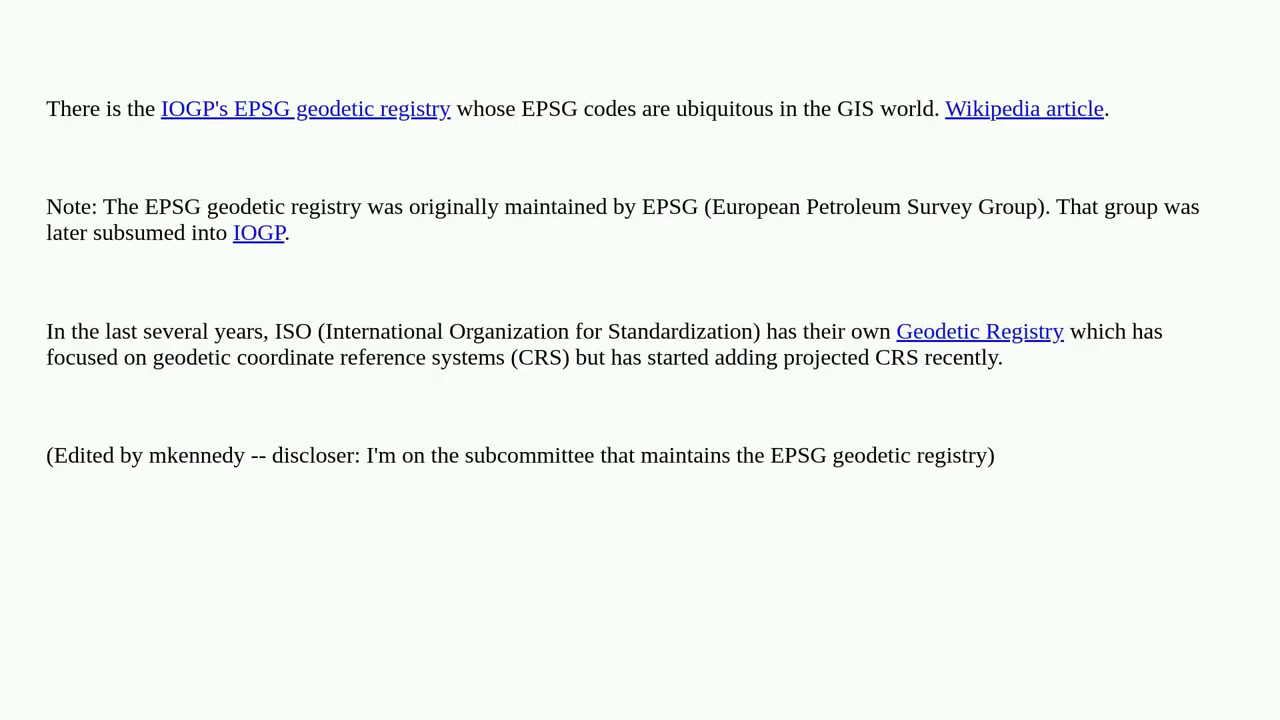 There is the IOGP's EPSG geodetic registry whose EPSG codes are ubiquitous in the GIS world. Wikipedia article.
Note: The EPSG geodetic registry was originally maintained by EPSG (European Petroleum Survey Group). That group was
later subsumed into IOGP.
In the last several years, ISO (International Organization for Standardization) has their own Geodetic Registry which has
focused on geodetic coordinate reference systems (CRS) but has started adding projected CRS recently.
(Edited by mkennedy -- discloser: I'm on the subcommittee that maintains the EPSG geodetic registry)